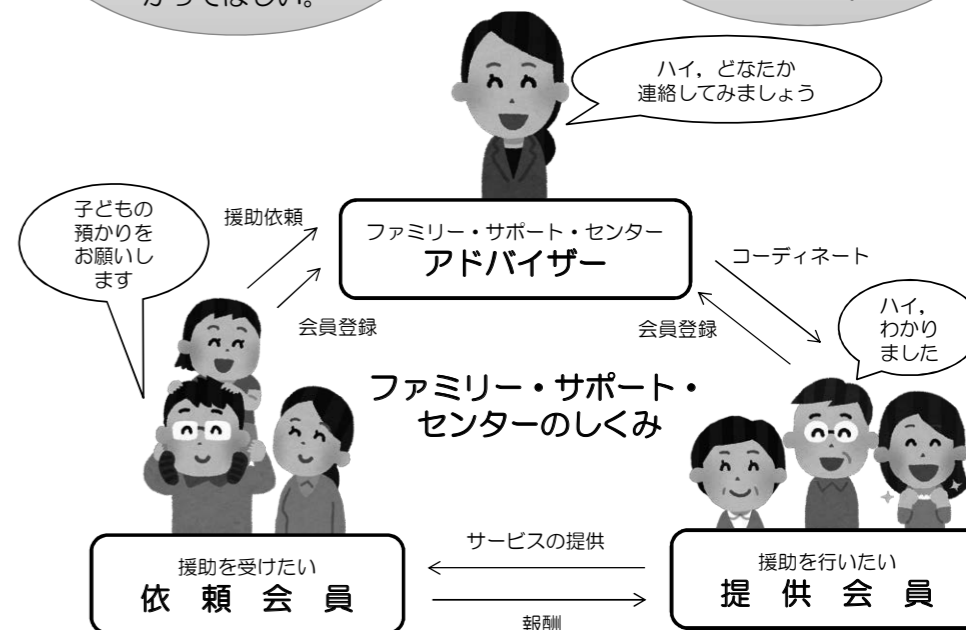 かってほしい。
ハイ，どなたか
連絡してみましょう
子どもの
預かりを
お願いし
ます
援助依頼
ファミリー・サポート・センター
アドバイザー
コーディネート
会員登録
会員登録
ハイ，
わかり
ました
ファミリー・サポート・
センターのしくみ
サービスの提供
援助を受けたい
依頼会員
援助を行いたい
提供会員
報酬